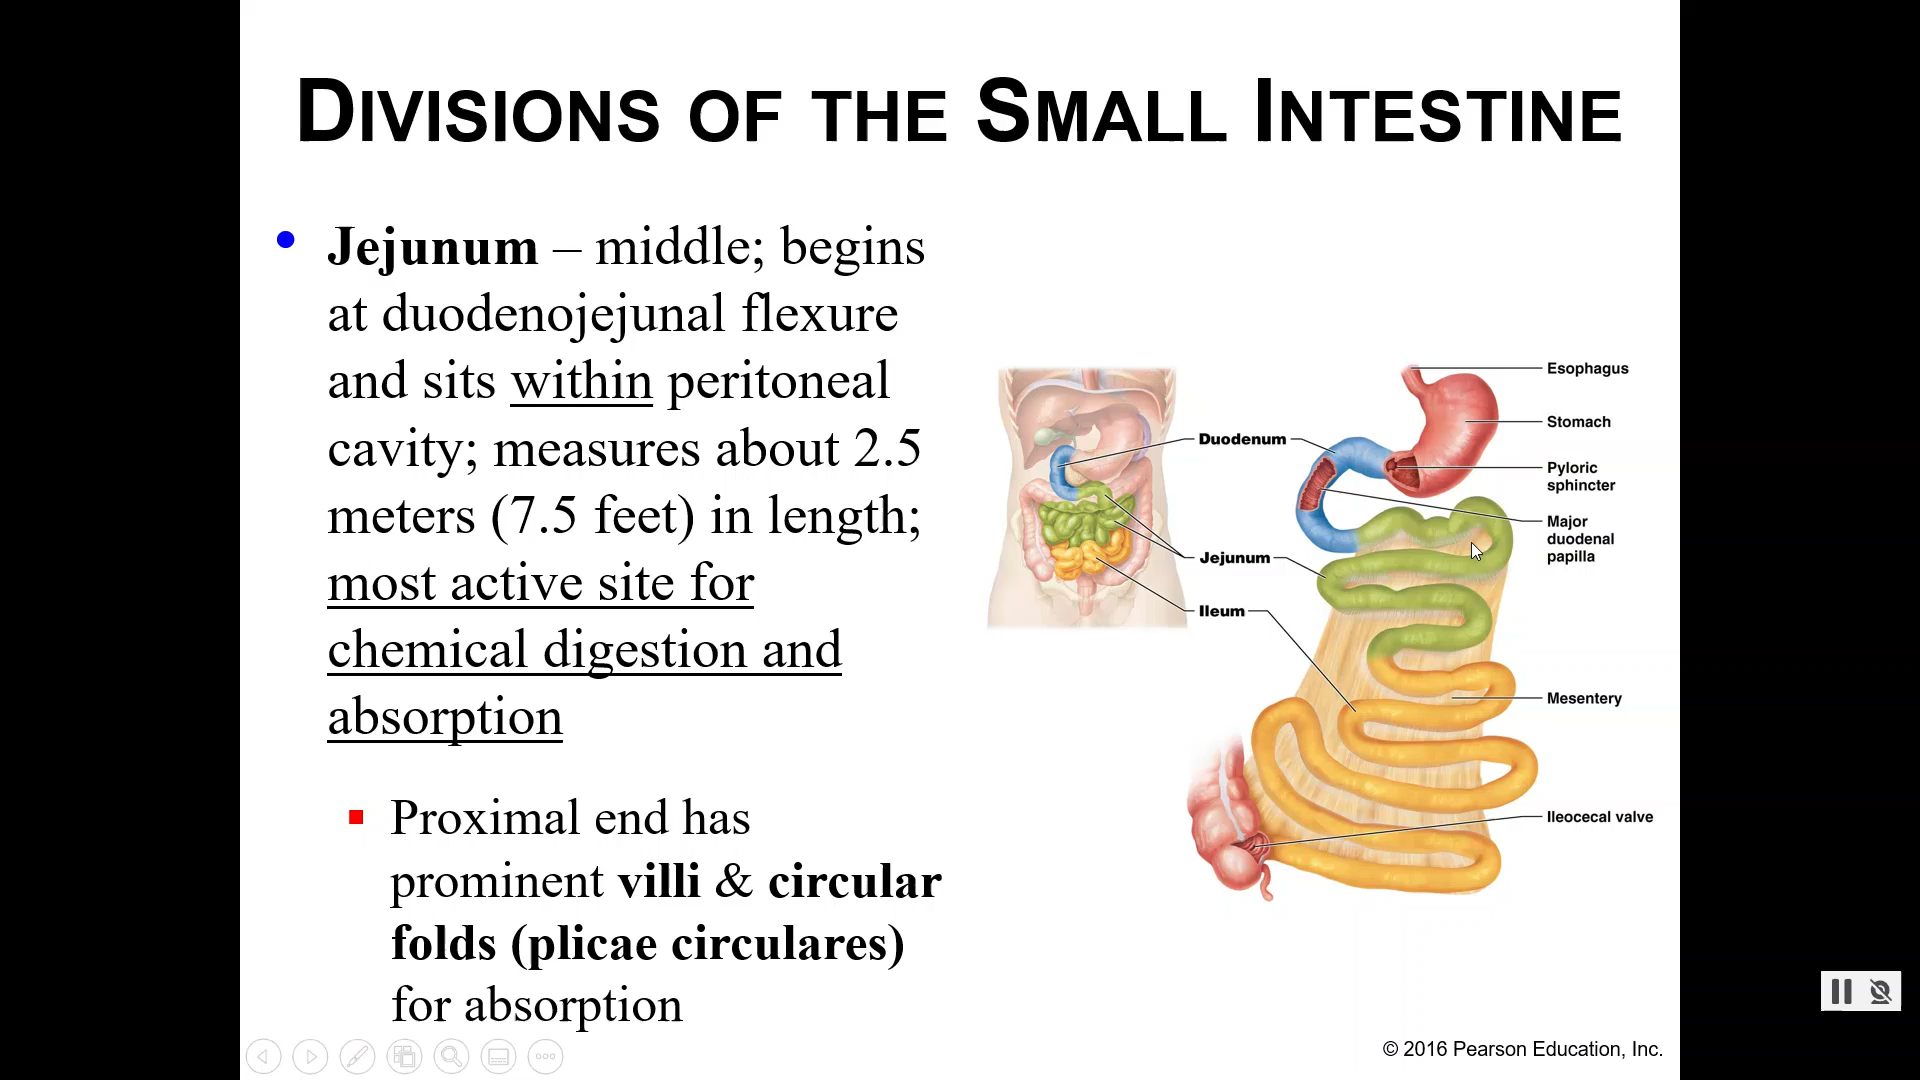 DIVISIONS OF THE SMALL INTESTINE
• Jejunum – middle; begins
at duodenojejunal flexure
and sits within peritoneal
cavity; measures about 2.5
meters (7.5 feet) in length;
most active site for
chemical digestion and
absorption
▪ Proximal end has
prominent villi & circular
folds (plicae circulares)
for absorption
Duodenum
Jejunum
Ileum
Esophagus
Stomach
Pyloric
sphincter
Major
duodenal
papilla
Mesentery
Ileocecal valve
© 2016 Pearson Education, Inc.